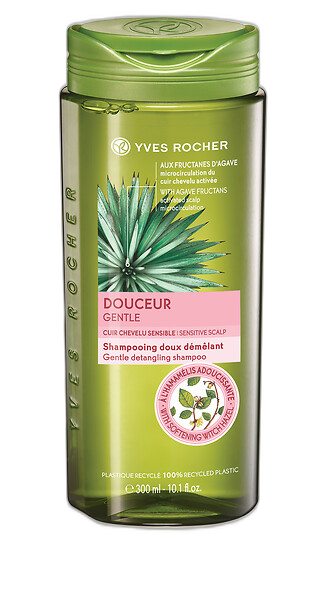 YVES ROCHER
AUX FRUCTANES D'AGAVE
microcirculation du
cuir chevelu activée
WITH AGAVE FRUCTANS
activated scalp
microcirculation
YVES ROCHER
DOUCEUR
GENTLE
CUIR CHEVELU SENSIBLE | SENSITIVE SCALP
Shampooing doux démêlant
Gentle detangling shampoo
À L'HAMAMÉLIS ADOUCISSANTE
WITH SOFTENING WITCH HAZEL
PLASTIQUE RECYCLÉ 100% RECYCLED PLASTIC
℮ 300 ml - 10.1 fl.oz.